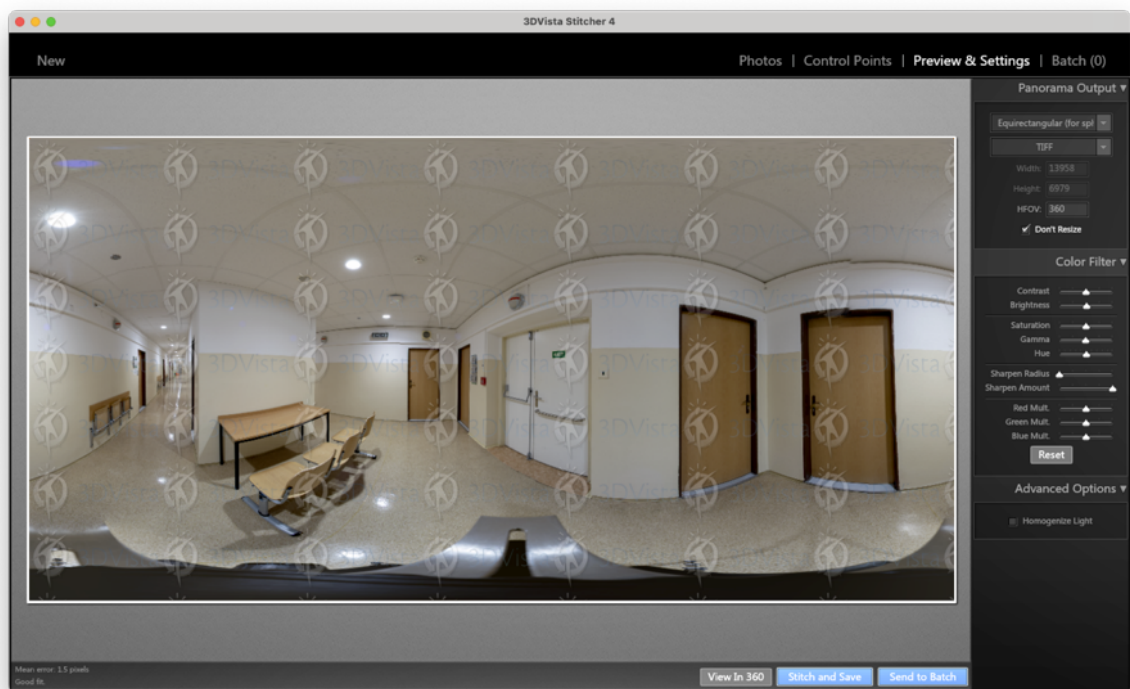 3DVista Stitcher 4
New
Photos | Control Points | Preview & Settings | Batch (0)
Panorama Output
Equirectangular (for spl
TIFF
Width: 13958
Height: 6979
HFOV: 360
Don't Resize
Color Filter
Contrast
Brightness
Saturation
Gamma
Hue
Sharpen Radius
Sharpen Amount
Red Mult.
Green Mult.
Blue Mult.
Reset
Advanced Options
Homogenize Light
3DVista
Mean error: 1.5 pixels
Good fit.
View In 360
Stitch and Save
Send to Batch